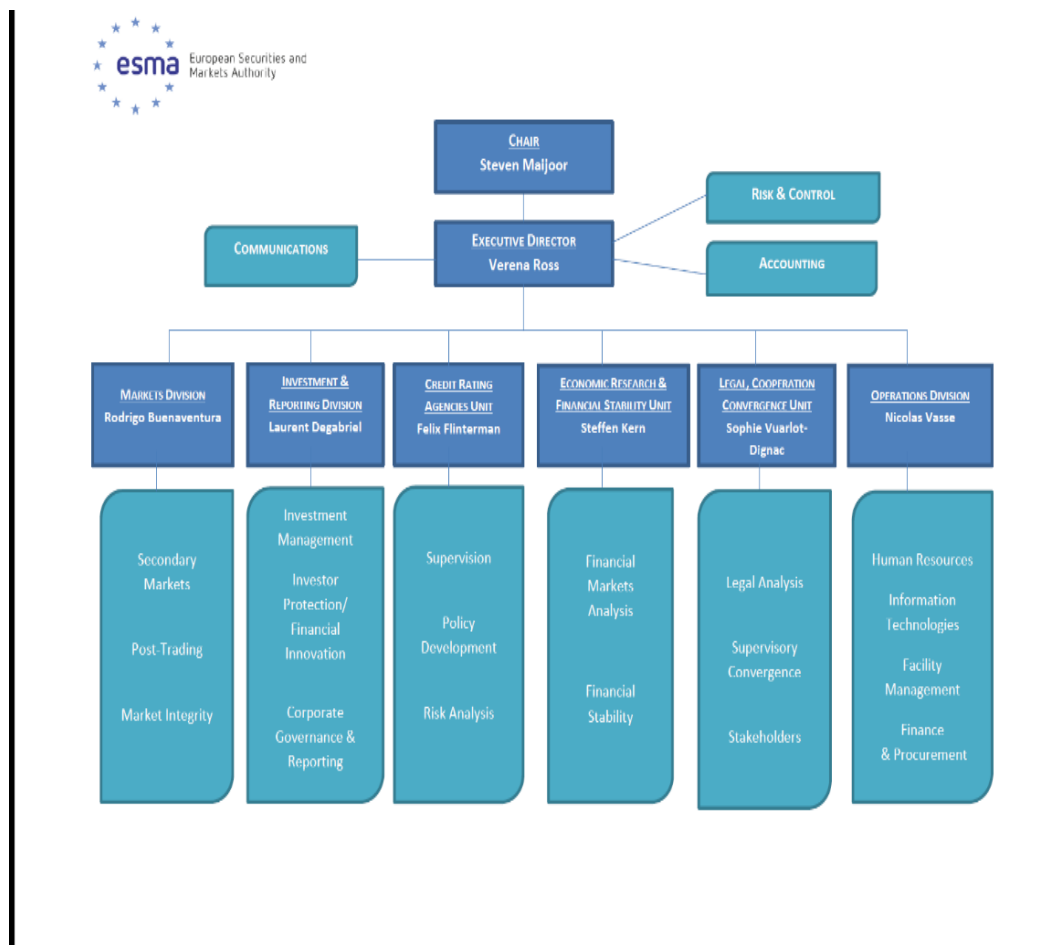 esma
European Securities and
Markets Authority
CHAIR
Steven Maijoor
RISK & CONTROL
COMMUNICATIONS
EXECUTIVE DIRECTOR
Verena Ross
ACCOUNTING
MARKETS DIVISION
Rodrigo Buenaventura
INVESTMENT &
REPORTING DIVISION
Laurent Degabriel
CREDIT RATING
AGENCIES UNIT
Felix Flinterman
ECONOMIC RESEARCH &
FINANCIAL STABILITY UNIT
Steffen Kern
LEGAL, COOPERATION
CONVERGENCE UNIT
Sophie Vuarlot-
Dignac
OPERATIONS DIVISION
Nicolas Vasse
Secondary
Markets
Post-Trading
Market Integrity
Investment
Management
Investor
Protection/
Financial
Innovation
Corporate
Governance &
Reporting
Supervision
Policy
Development
Risk Analysis
Financial
Markets
Analysis
Financial
Stability
Legal Analysis
Supervisory
Convergence
Stakeholders
Human Resources
Information
Technologies
Facility
Management
Finance
& Procurement